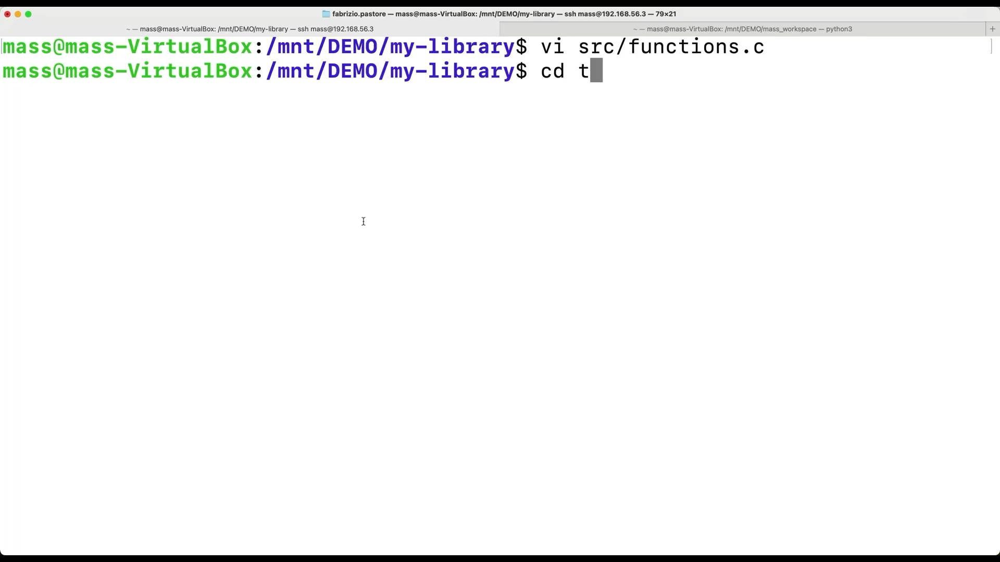 fabrizio.pastore — mass@mass-VirtualBox: /mnt/DEMO/my-library — ssh mass@192.168.56.3 — 79×21
~ — mass@mass-VirtualBox: /mnt/DEMO/my-library — ssh mass@192.168.56.3
~ — mass@mass-VirtualBox: /mnt/DEMO/mass_workspace — python3
+
mass@mass-VirtualBox:/mnt/DEMO/my-library$ vi src/functions.c
mass@mass-VirtualBox:/mnt/DEMO/my-library$ cd t